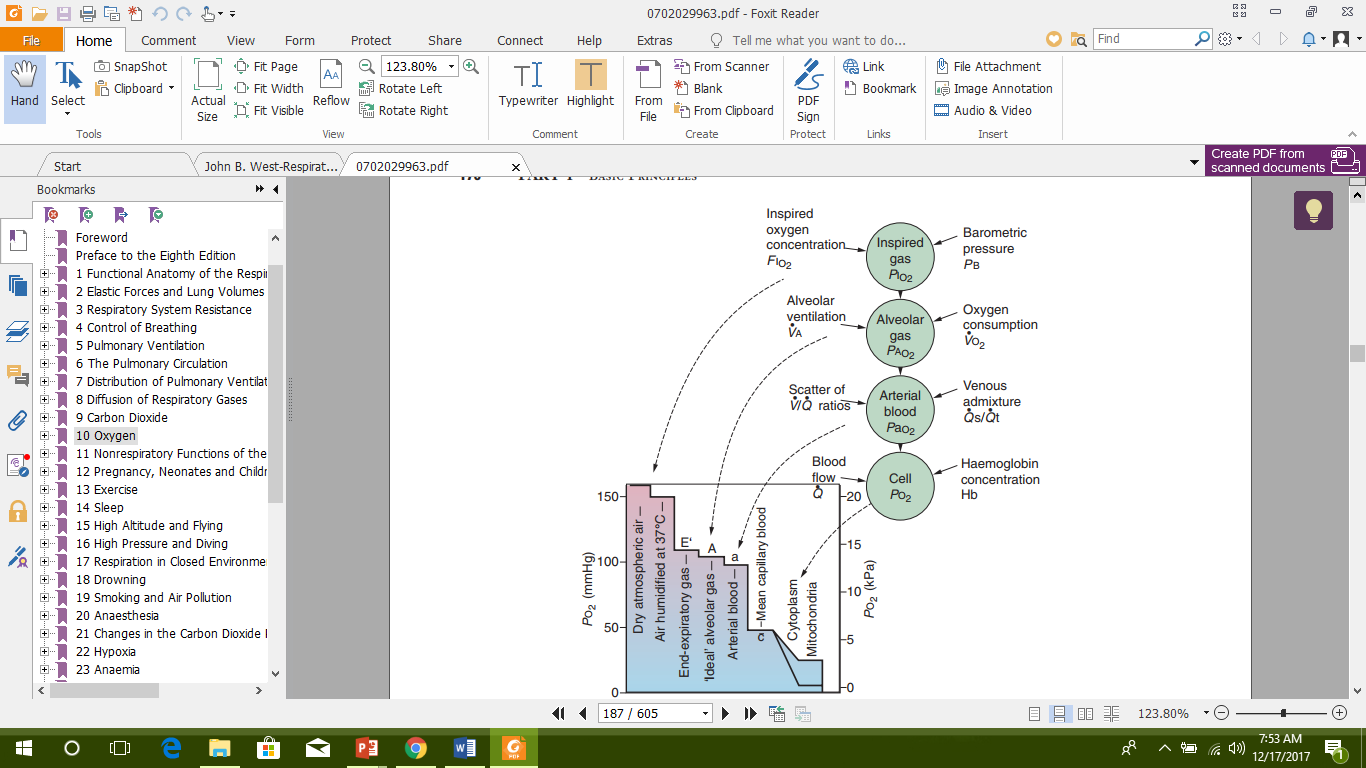 0702029963.pdf - Foxit Reader
File Home Comment View Form Protect Share Connect Help Extras Tell me what you want to do... Find
Hand
Select
SnapShot
Clipboard
Tools
Actual Size
Fit Page
Fit Width
Fit Visible
Reflow
123.80%
Rotate Left
Rotate Right
View
Typewriter
Highlight
Comment
From File
From Scanner
Blank
From Clipboard
Create
PDF Sign
Protect
Link
Bookmark
Links
File Attachment
Image Annotation
Audio & Video
Insert
Start
John B. West-Respirat...
0702029963.pdf
Create PDF from
scanned documents
PDF
Bookmarks
Foreword
Preface to the Eighth Edition
1 Functional Anatomy of the Respi
2 Elastic Forces and Lung Volumes
3 Respiratory System Resistance
4 Control of Breathing
5 Pulmonary Ventilation
6 The Pulmonary Circulation
7 Distribution of Pulmonary Ventilat
8 Diffusion of Respiratory Gases
9 Carbon Dioxide
10 Oxygen
11 Nonrespiratory Functions of the
12 Pregnancy, Neonates and Childr
13 Exercise
14 Sleep
15 High Altitude and Flying
16 High Pressure and Diving
17 Respiration in Closed Environme
18 Drowning
19 Smoking and Air Pollution
20 Anaesthesia
21 Changes in the Carbon Dioxide
22 Hypoxia
23 Anaemia
Inspired
oxygen
concentration
FIO2
Inspired
gas
PIO2
Barometric
pressure
PB
Alveolar
ventilation
V̇A
Alveolar
gas
PAO2
Oxygen
consumption
V̇O2
Scatter of
V̇/Q̇ ratios
Arterial
blood
PaO2
Venous
admixture
Q̇s/Q̇t
Blood
flow
Q̇
Cell
PO2
Haemoglobin
concentration
Hb
PO2 (mmHg)
150
100
50
0
Dry atmospheric air
Air humidified at 37°C
E'
End-expiratory gas
A
'Ideal' alveolar gas
a
Arterial blood
Mean capillary blood
Cytoplasm
Mitochondria
20
15
10
5
0
PO2 (kPa)
187 / 605
123.80%
7:53 AM
12/17/2017
1